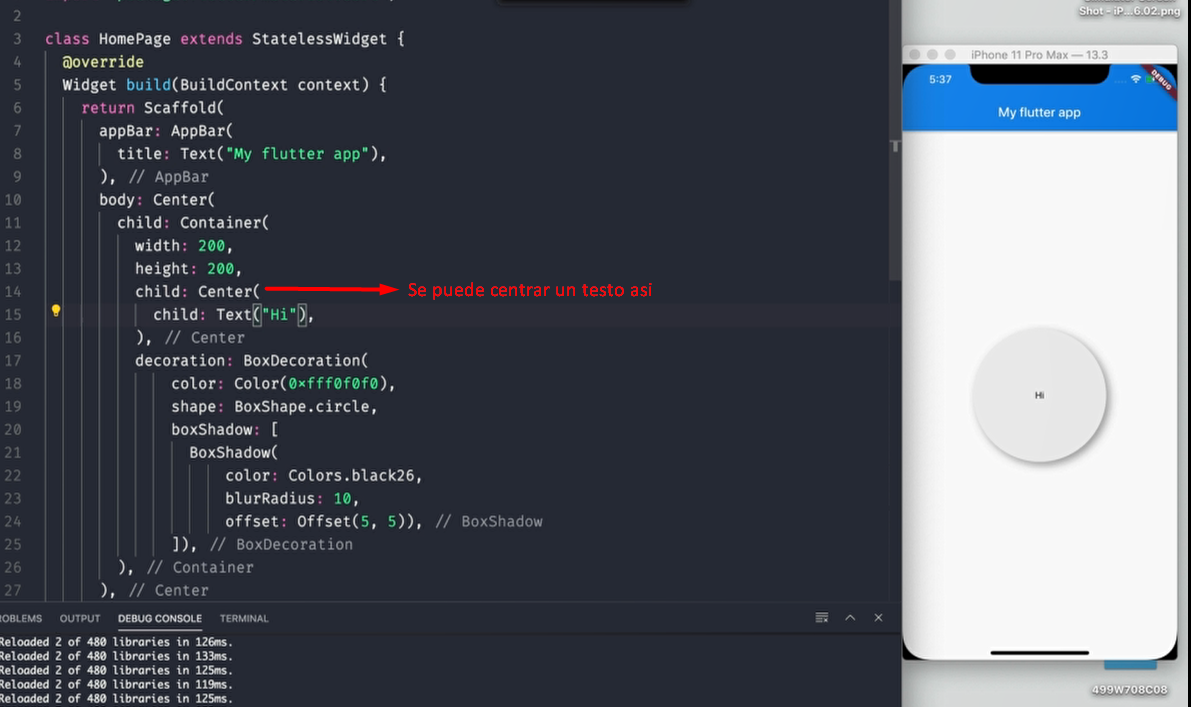 2
3 class HomePage extends StatelessWidget {
4 @override
5 Widget build(BuildContext context) {
6 return Scaffold(
7 appBar: AppBar(
8 title: Text("My flutter app"),
9 ), // AppBar
10 body: Center(
11 child: Container(
12 width: 200,
13 height: 200,
14 child: Center(
Se puede centrar un testo asi
15 child: Text("Hi"),
16 ), // Center
17 decoration: BoxDecoration(
18 color: Color(0xfff0f0f0),
19 shape: BoxShape.circle,
20 boxShadow: [
21 BoxShadow(
22 color: Colors.black26,
23 blurRadius: 10,
24 offset: Offset(5, 5)), // BoxShadow
25 ]), // BoxDecoration
26 ), // Container
27 ), // Center
ROBLEMS OUTPUT DEBUG CONSOLE TERMINAL
Reloaded 2 of 480 libraries in 126ms.
Reloaded 2 of 480 libraries in 133ms.
Reloaded 2 of 480 libraries in 125ms.
Reloaded 2 of 480 libraries in 119ms.
Reloaded 2 of 480 libraries in 125ms.
Shot - iP...6.02.png
iPhone 11 Pro Max — 13.3
5:37
DEBUG
My flutter app
T
Hi
499W708C08